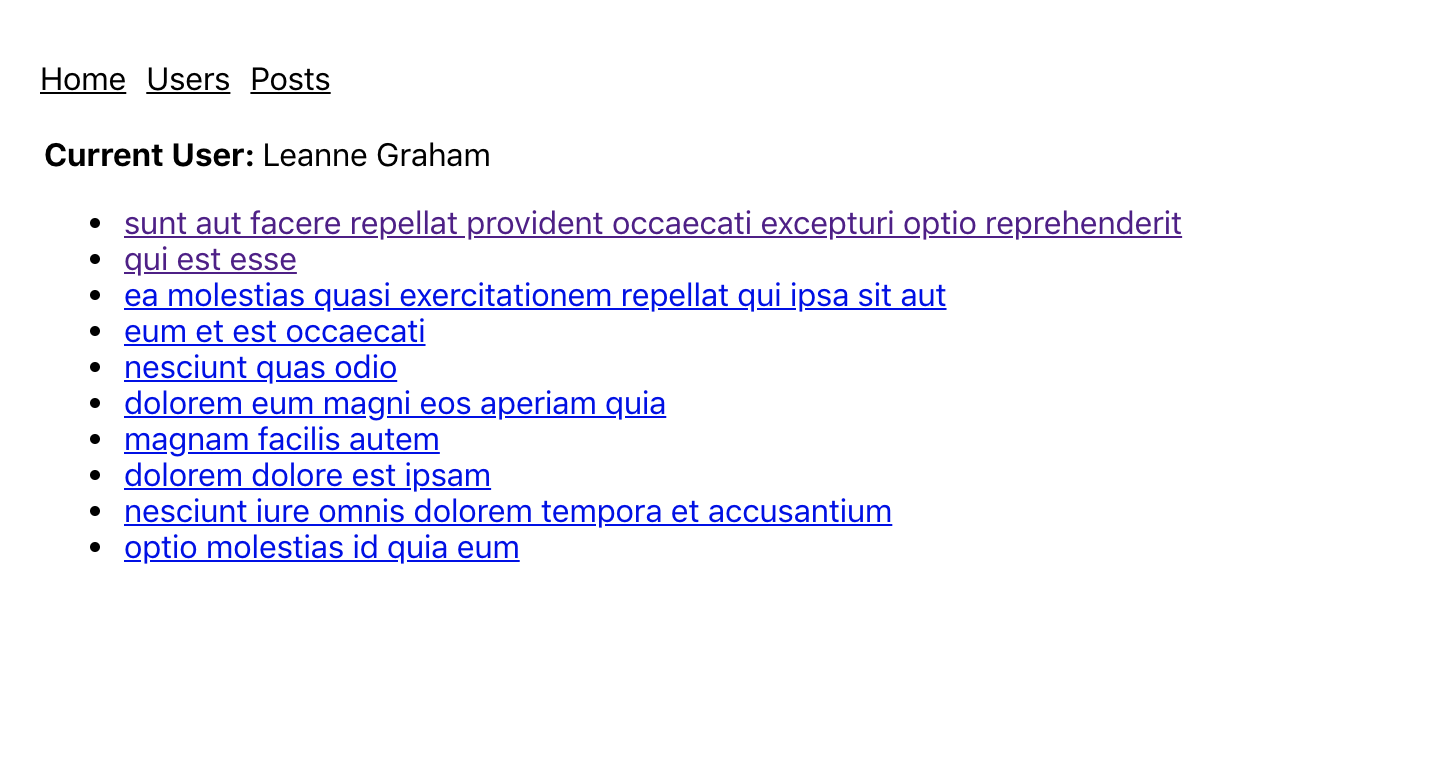 Home Users Posts
Current User: Leanne Graham
sunt aut facere repellat provident occaecati excepturi optio reprehenderit
qui est esse
ea molestias quasi exercitationem repellat qui ipsa sit aut
eum et est occaecati
nesciunt quas odio
dolorem eum magni eos aperiam quia
magnam facilis autem
dolorem dolore est ipsam
nesciunt iure omnis dolorem tempora et accusantium
optio molestias id quia eum